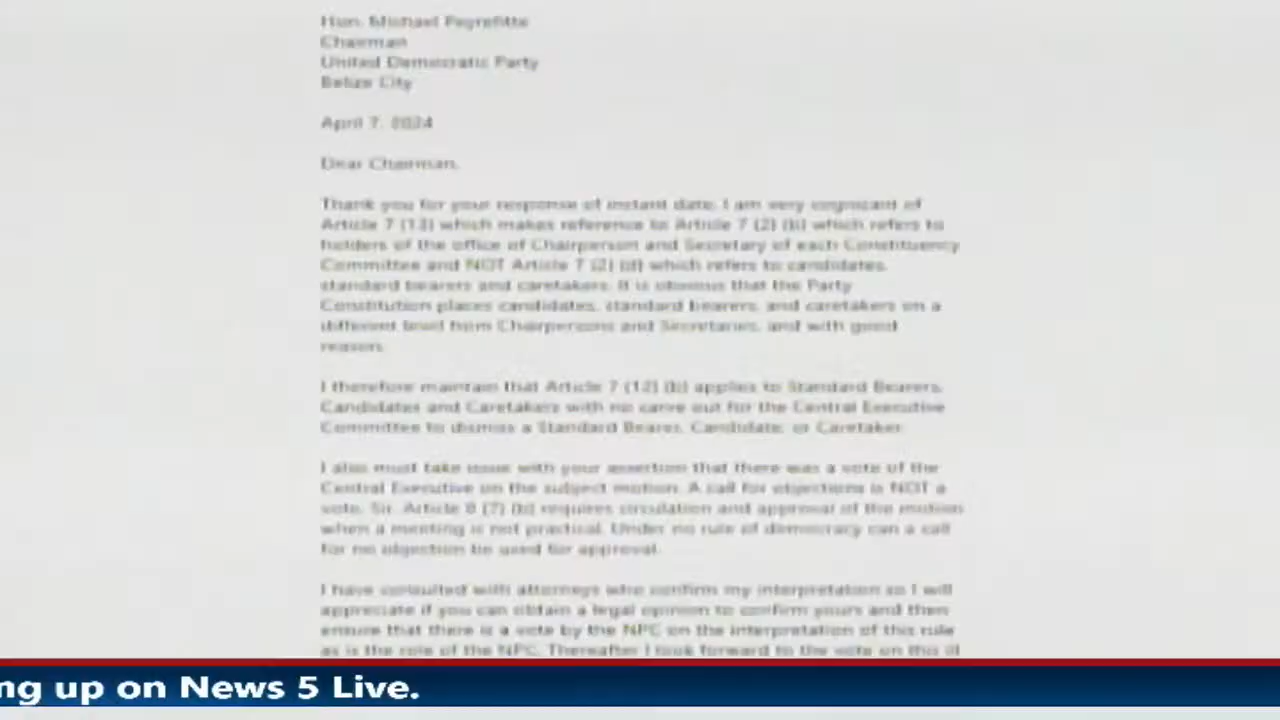 Hon. Michael Peyrefitte
Chairman
United Democratic Party
Belize City
April 7, 2024
Dear Chairman,
Thank you for your response of instant date. I am very cognizant of
Article 7 (13) which makes reference to Article 7 (2) (b) which refers to
holders of the office of Chairperson and Secretary of each Constituency
Committee and NOT Article 7 (2) (d) which refers to candidates,
standard bearers and caretakers. It is obvious that the Party
Constitution places candidates, standard bearers, and caretakers on a
different level from Chairpersons and Secretaries, and with good
reason.
I therefore maintain that Article 7 (12) (b) applies to Standard Bearers,
Candidates and Caretakers with no carve out for the Central Executive
Committee to dismiss a Standard Bearer, Candidate, or Caretaker.
I also must take issue with your assertion that there was a vote of the
Central Executive on the subject motion. A call for objections is NOT a
vote, Sir. Article 8 (7) (b) requires circulation and approval of the motion
when a meeting is not practical. Under no rule of democracy can a call
for no objection be used for approval.
I have consulted with attorneys who confirm my interpretation so I will
appreciate if you can obtain a legal opinion to confirm yours and then
ensure that there is a vote by the NPC on the interpretation of this rule
as is the role of the NPC. Thereafter I look forward to the vote on this ill
ng up on News 5 Live.